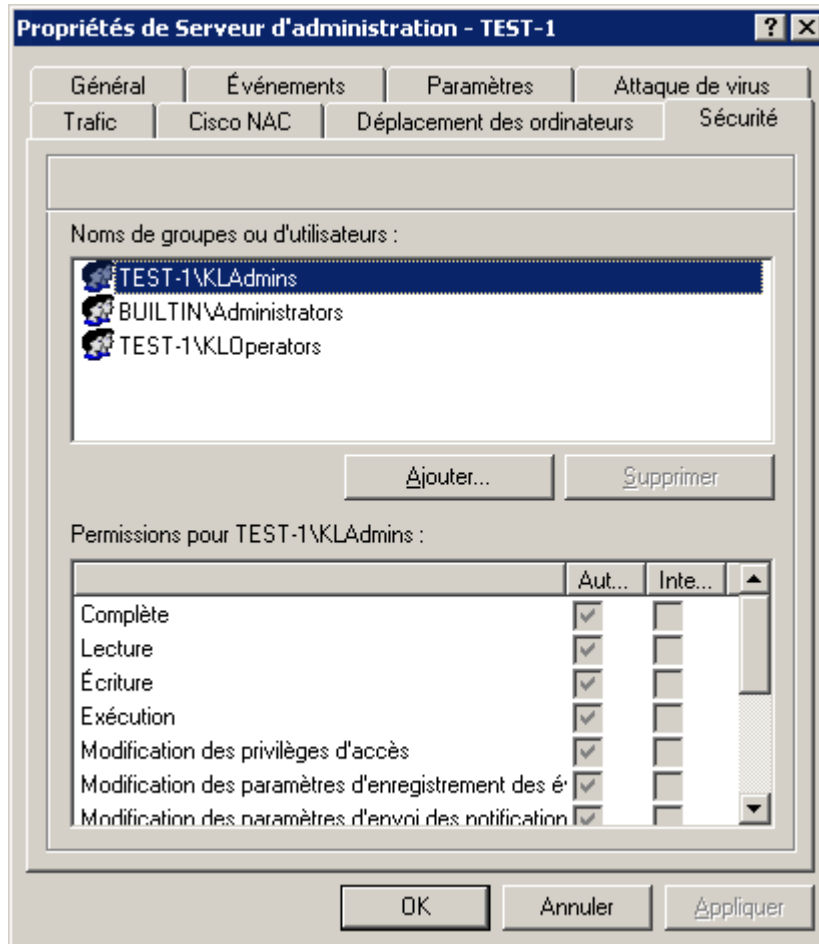 Propriétés de Serveur d'administration - TEST-1
Général Événements Paramètres Attaque de virus
Trafic Cisco NAC Déplacement des ordinateurs Sécurité
Noms de groupes ou d'utilisateurs :
TEST-1\KLAdmins
BUILTIN\Administrators
TEST-1\KLOperators
Ajouter... Supprimer
Permissions pour TEST-1\KLAdmins :
Aut... Inte...
Complète
Lecture
Écriture
Exécution
Modification des privilèges d'accès
Modification des paramètres d'enregistrement des é
Modification des paramètres d'envoi des notification
OK Annuler Appliquer